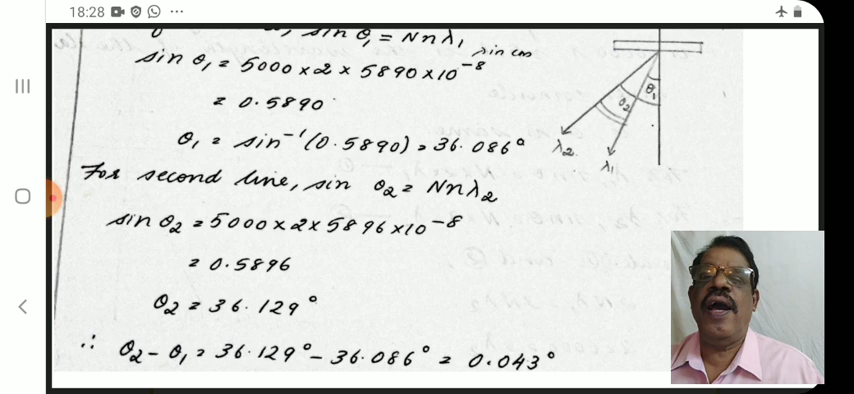 18:28
sin θ₁ = Nnλ₁
λ in cm
sin θ₁ = 5000 × 2 × 5890 × 10⁻⁸
= 0.5890
θ₁ = sin⁻¹(0.5890) = 36.086°
For second line, sin θ₂ = Nnλ₂
sin θ₂ = 5000 × 2 × 5896 × 10⁻⁸
= 0.5896
θ₂ = 36.129°
∴ θ₂ - θ₁ = 36.129° - 36.086° = 0.043°
θ₁
θ₂
λ₂
λ₁